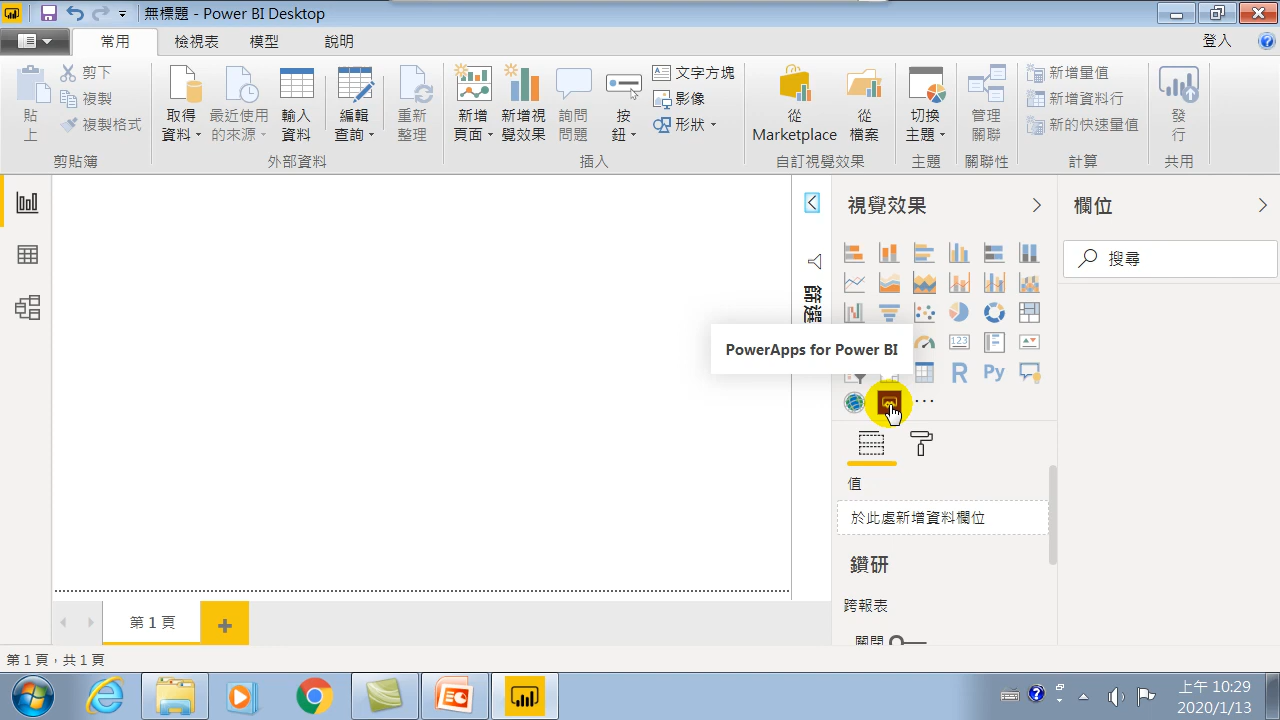 無標題 - Power BI Desktop
常用
檢視表
模型
說明
登入
貼上
剪下
複製
複製格式
剪貼簿
取得資料
最近使用的來源
輸入資料
編輯查詢
重新整理
外部資料
新增頁面
新增視覺效果
詢問問題
按鈕
文字方塊
影像
形狀
插入
從 Marketplace
從檔案
自訂視覺效果
切換主題
主題
管理關聯
關聯性
新增量值
新增資料行
新的快速量值
計算
發行
共用
篩選
視覺效果
欄位
搜尋
123
R
Py
PowerApps for Power BI
值
於此處新增資料欄位
鑽研
跨報表
關閉
第 1 頁
第 1 頁，共 1 頁
上午 10:29
2020/1/13